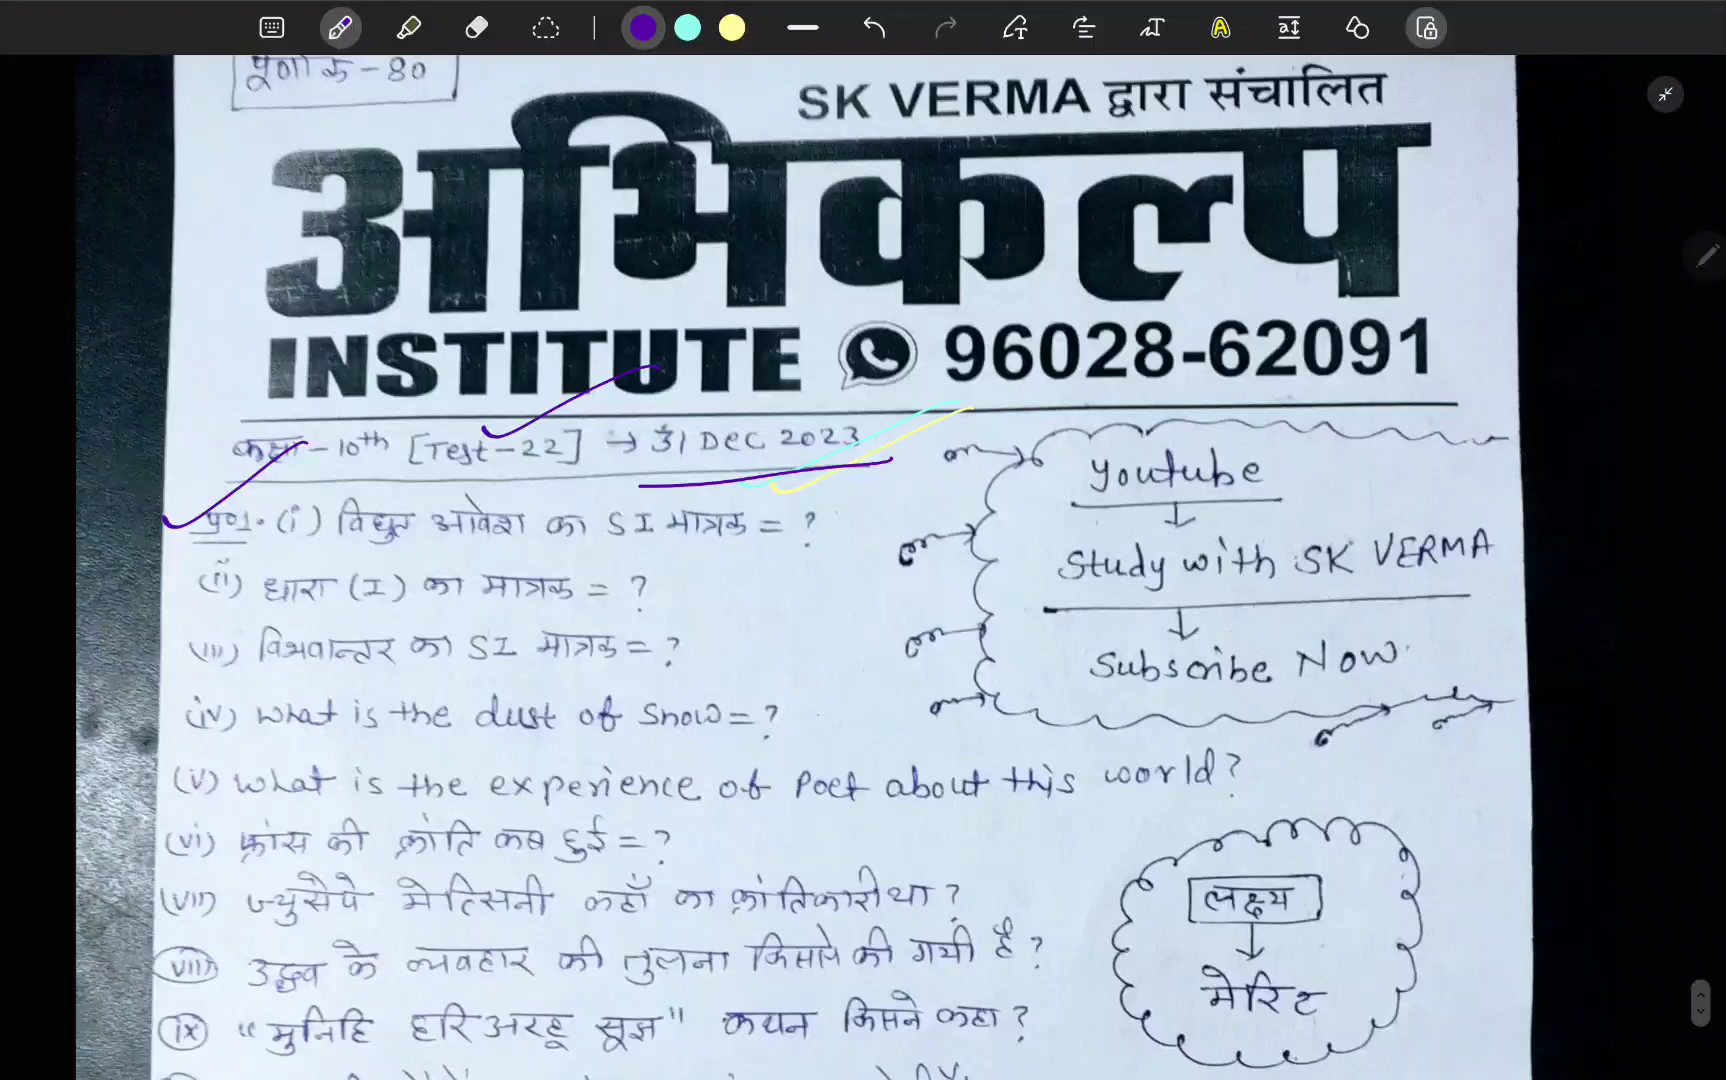 पूर्णांक-80
SK VERMA द्वारा संचालित
अभिकल्प
INSTITUTE 96028-62091
कक्षा-10th [Test-22] → 31 Dec 2023
प्र01. (i) विद्युत आवेश का SI मात्रक = ?
(ii) धारा (I) का मात्रक = ?
(iii) विभवान्तर का SI मात्रक = ?
(iv) what is the dust of snow = ?
(v) what is the experience of Poet about this world?
(vi) फ्रांस की क्रांति कब हुई = ?
(vii) ज्युसेपे मेत्सिनी कहाँ का क्रांतिकारी था ?
(viii) उद्धव के व्यवहार की तुलना किससे की गयी है ?
(ix) "मुनिहि हरिअरइ सूझ" कथन किसने कहा ?
Youtube
↓
Study with SK VERMA
↓
Subscribe Now
लक्ष्य
↓
मेरिट